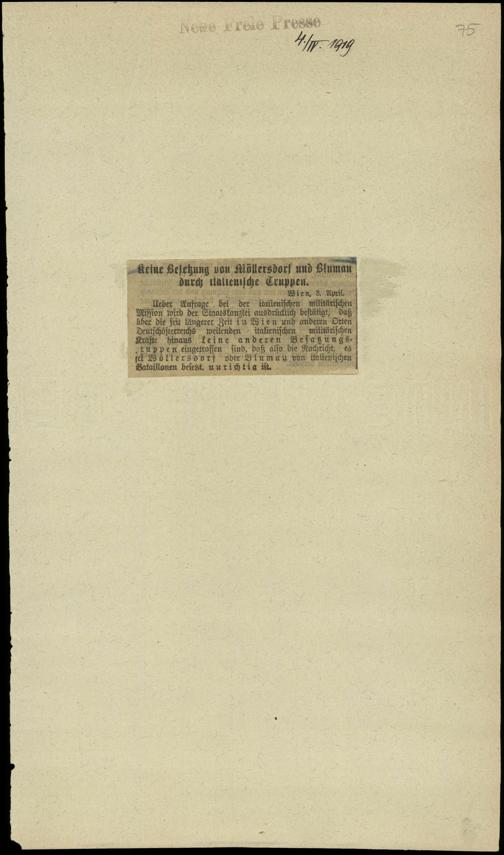 Neue Freie Presse
4./IV. 1919
75
Keine Besetzung von Möllersdorf und Blumau
durch italienische Truppen.
Wien, 3. April.
Ueber Anfrage bei der italienischen militärischen
Mission wird der Staatskanzlei ausdrücklich bestätigt, daß
über die seit längerer Zeit in Wien und anderen Orten
Deutschösterreichs weilenden italienischen militärischen
Kräfte hinaus keine anderen Besatzungs-
truppen eingetroffen sind, daß also die Nachricht, es
sei Wöllersdorf oder Blumau von italienischen
Bataillonen besetzt, unrichtig ist.